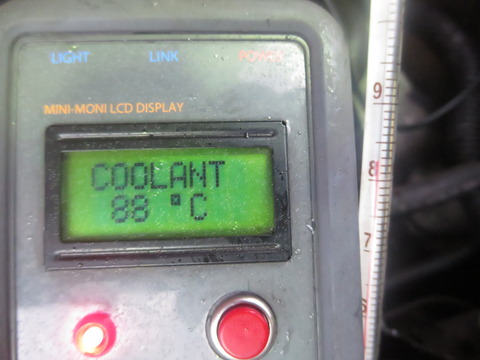 LIGHT LINK POWER
MINI-MONI LCD DISPLAY
COOLANT
88 °C
9
8
7